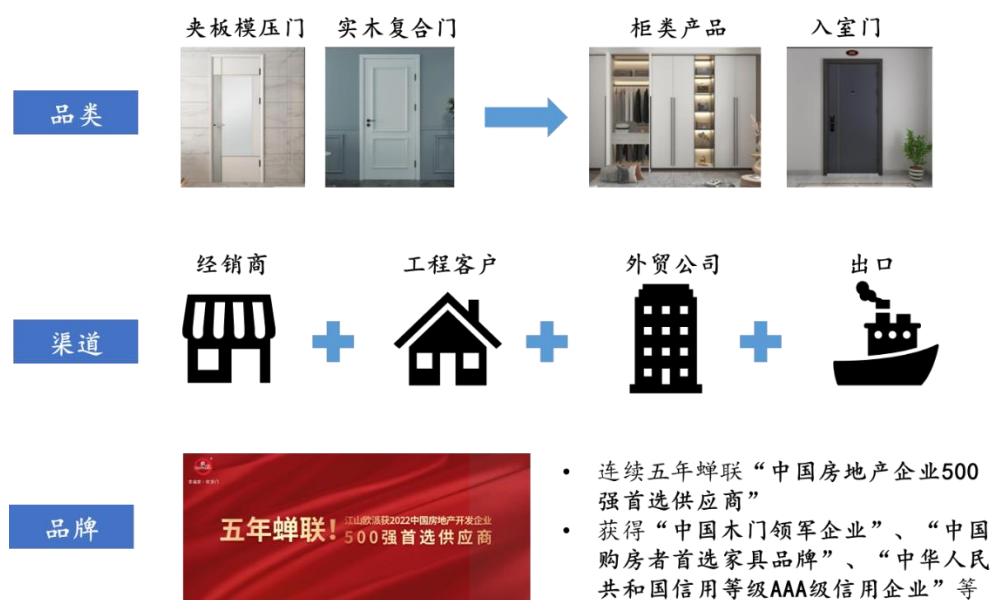 夹板模压门
实木复合门
柜类产品
入室门
品类
经销商
工程客户
外贸公司
出口
渠道
品牌
五年蝉联!
江山欧派获2022中国房地产开发企业
500强首选供应商
• 连续五年蝉联“中国房地产企业500
强首选供应商”
• 获得“中国木门领军企业”、“中国
购房者首选家具品牌”、“中华人民
共和国信用等级AAA级信用企业”等